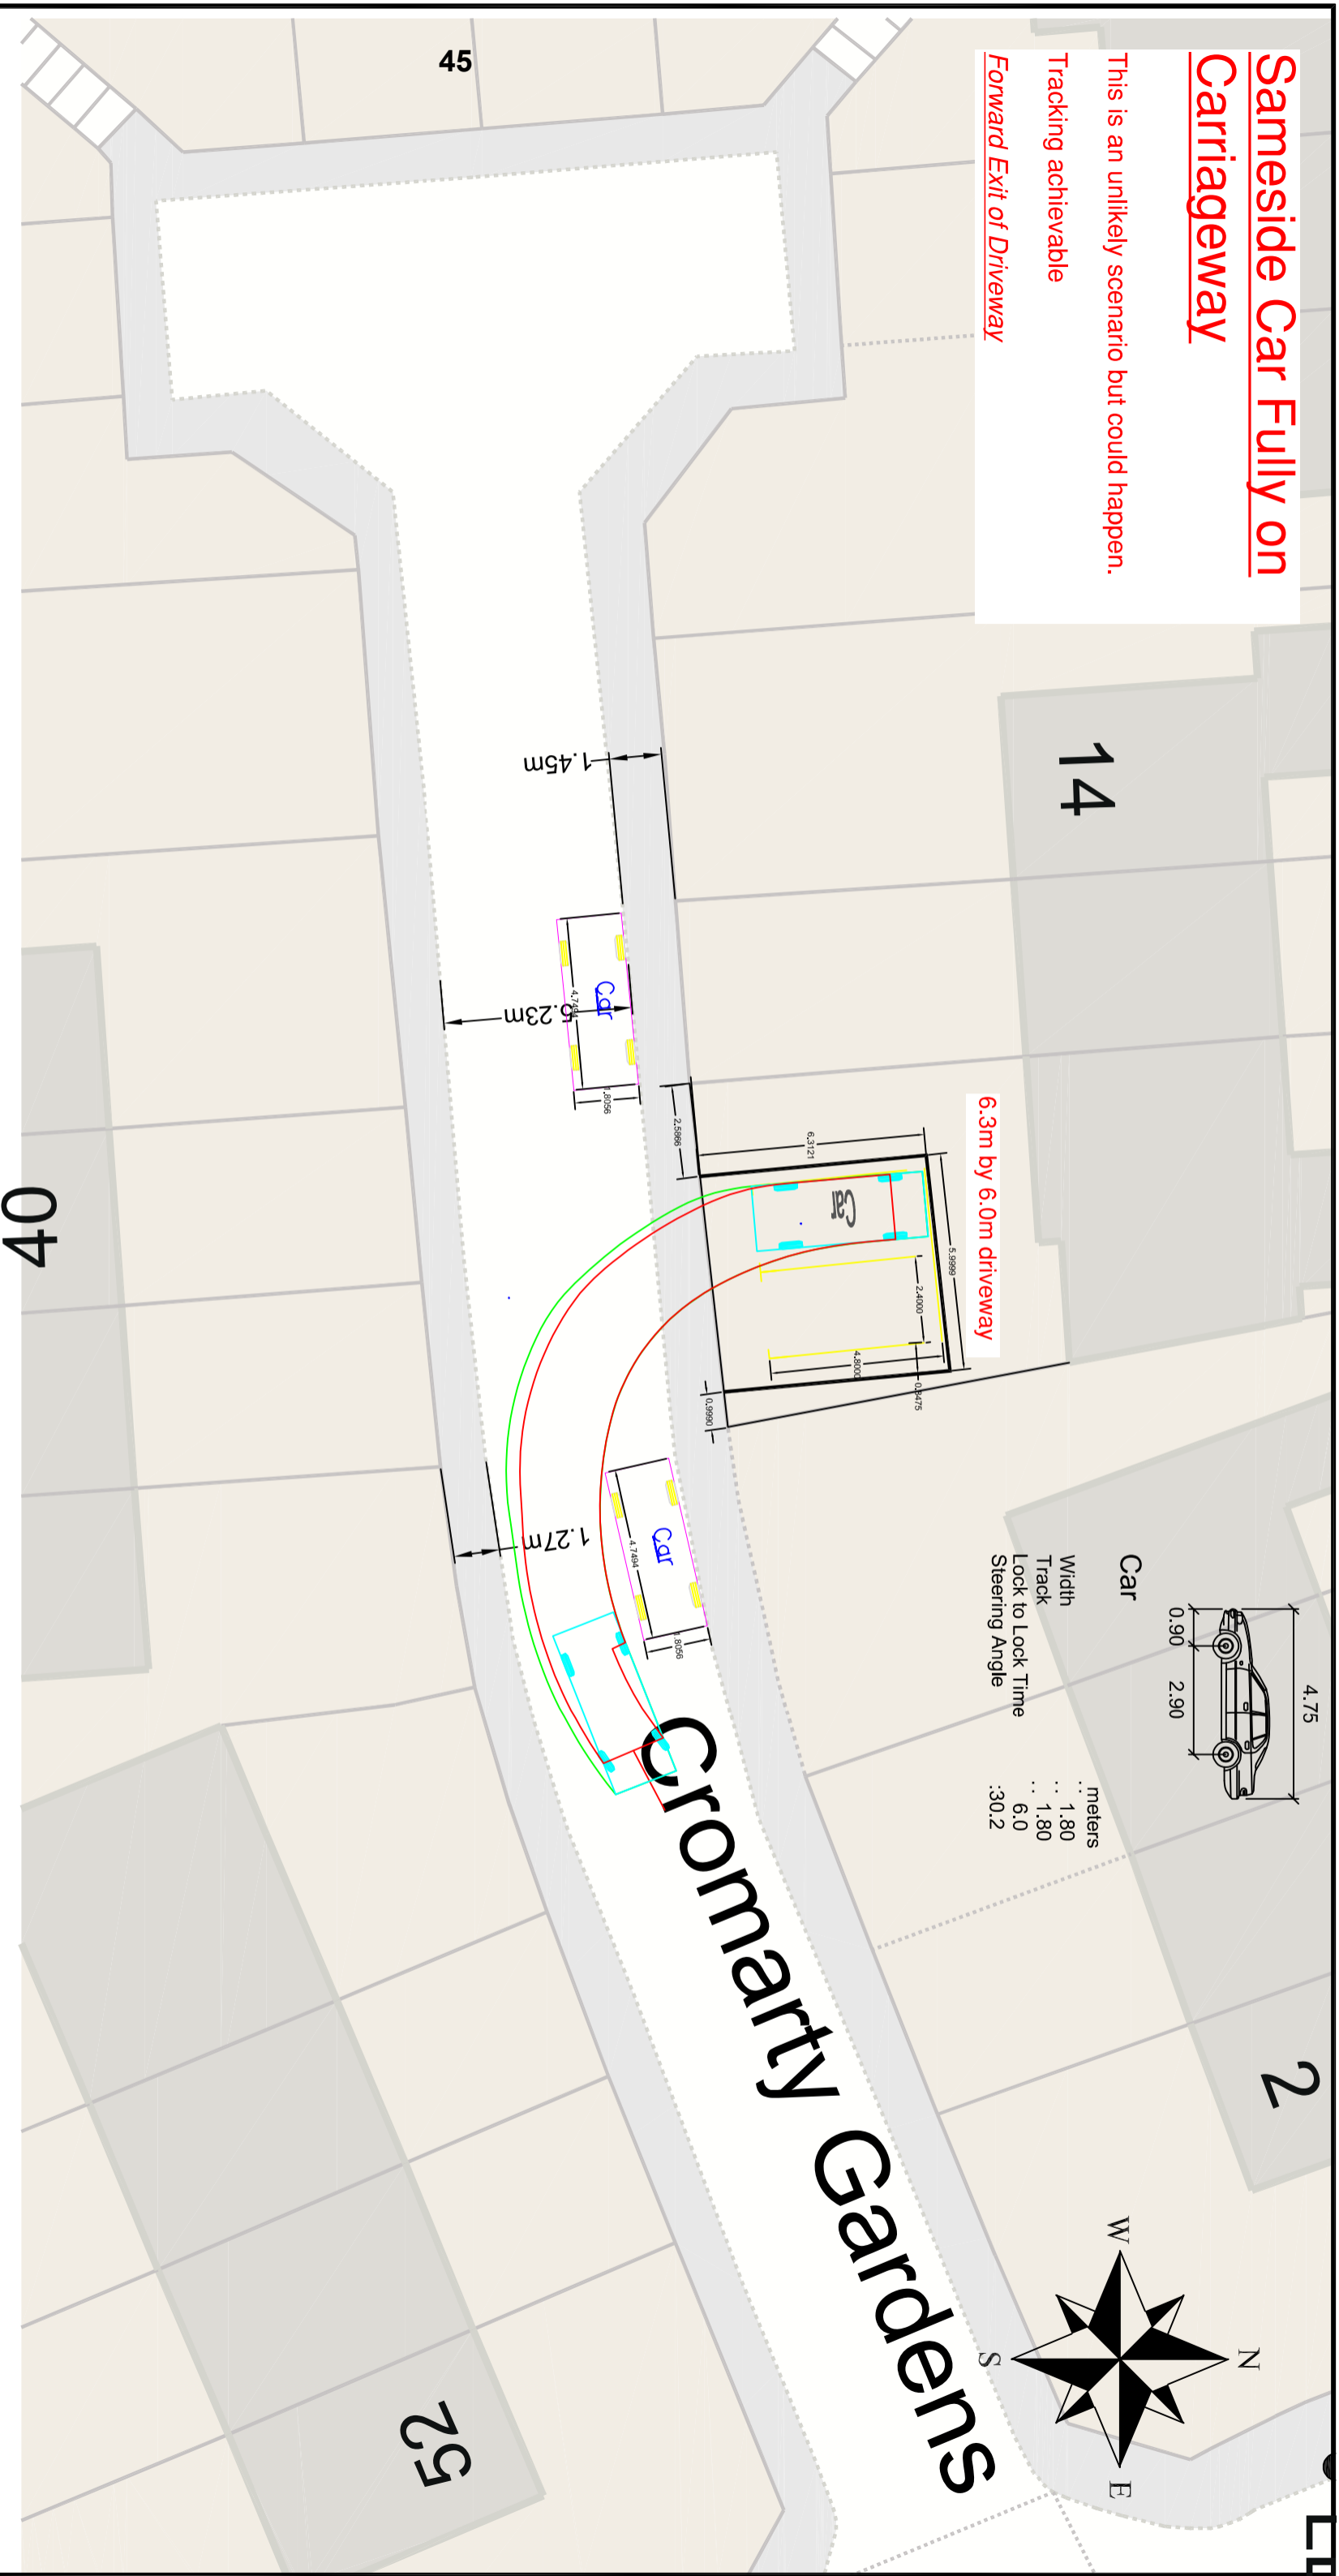 Sameside Car Fully on
Carriageway
This is an unlikely scenario but could happen.
Tracking achievable
Forward Exit of Driveway
45
14
40
2
52
1.45m
5.23m
1.27m
Car
4.7494
1.8056
2.5866
6.3121
Car
5.9999
2.4000
4.8000
0.8475
0.9990
6.3m by 6.0m driveway
Car
4.7494
1.8056
4.75
0.90
2.90
Car
meters
Width : 1.80
Track : 1.80
Lock to Lock Time : 6.0
Steering Angle : 30.2
Cromarty Gardens
N
W
E
S